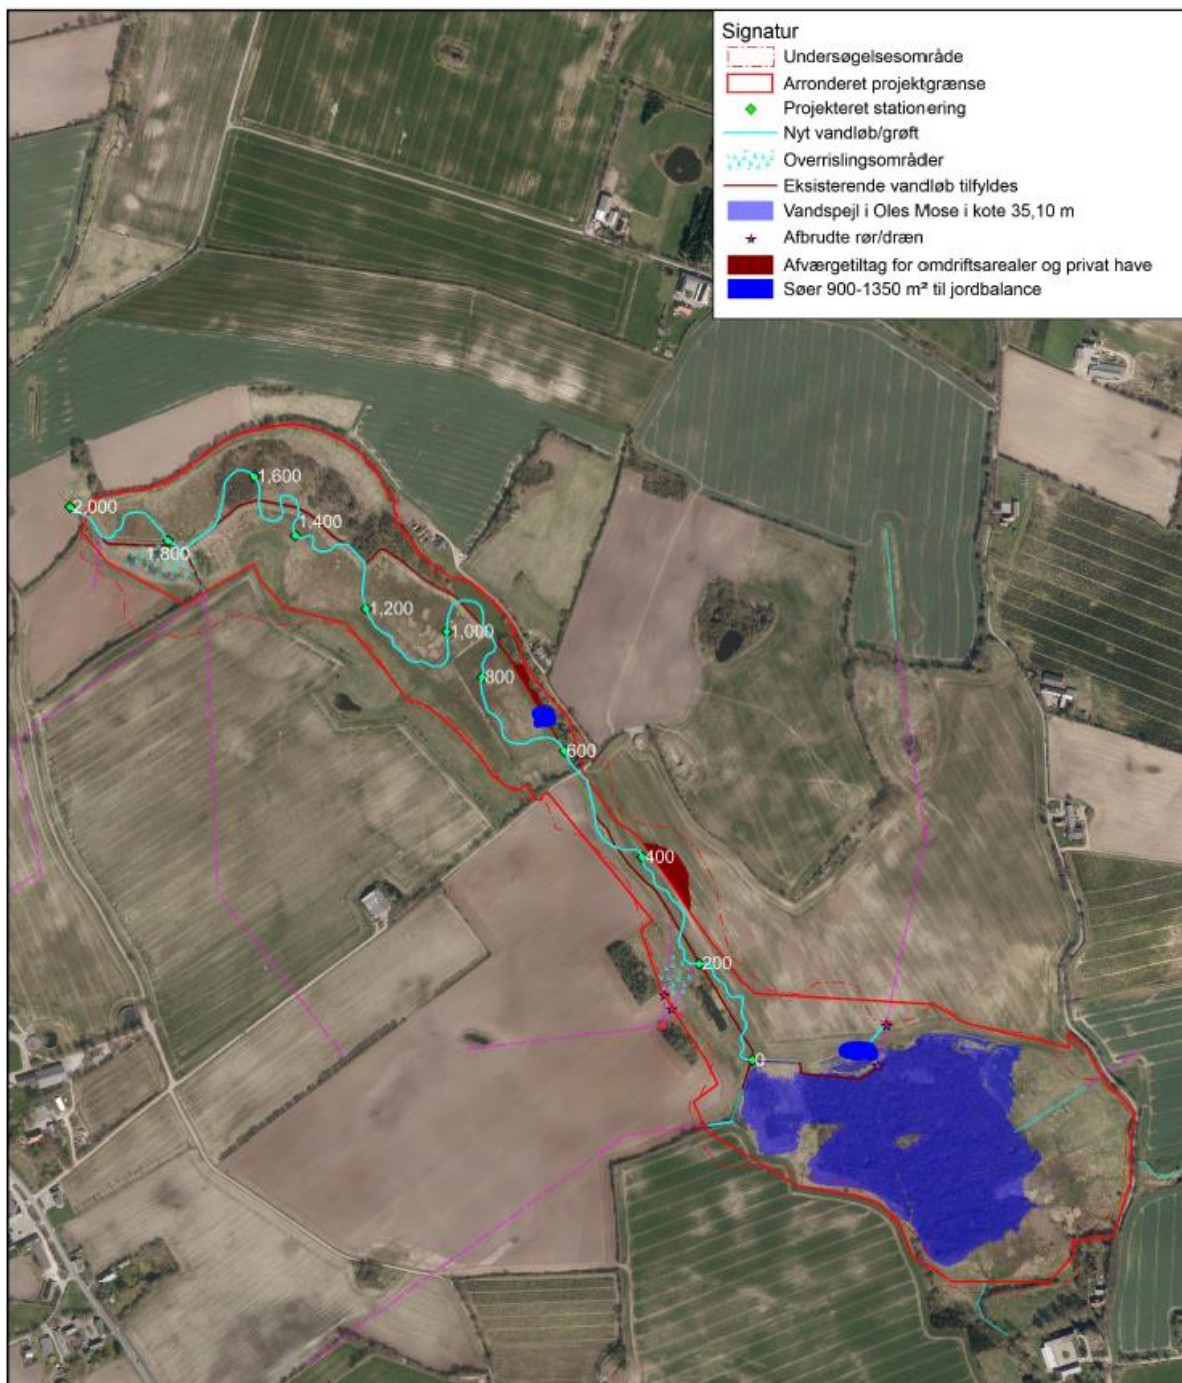 Signatur
Undersøgelsesområde
Arronderet projektgrænse
Projekteret stationering
Nyt vandløb/grøft
Overrislingsområder
Eksisterende vandløb tilfyldes
Vandspejl i Oles Mose i kote 35,10 m
Afbrudte rør/dræn
Afværgetiltag for omdriftsarealer og privat have
Søer 900-1350 m² til jordbalance
1,600
2,000
1,400
1,800
1,200
1,000
800
600
400
200
0